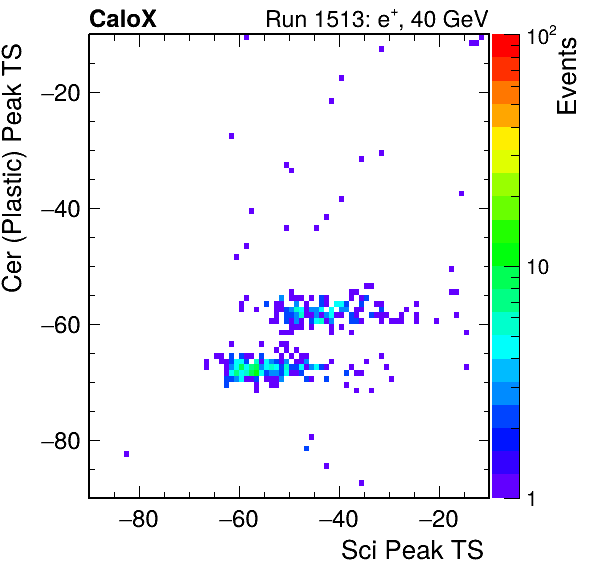 CaloX
Run 1513: e⁺, 40 GeV
Cer (Plastic) Peak TS
−20
−40
−60
−80
−80
−60
−40
−20
Sci Peak TS
10²
10
1
Events